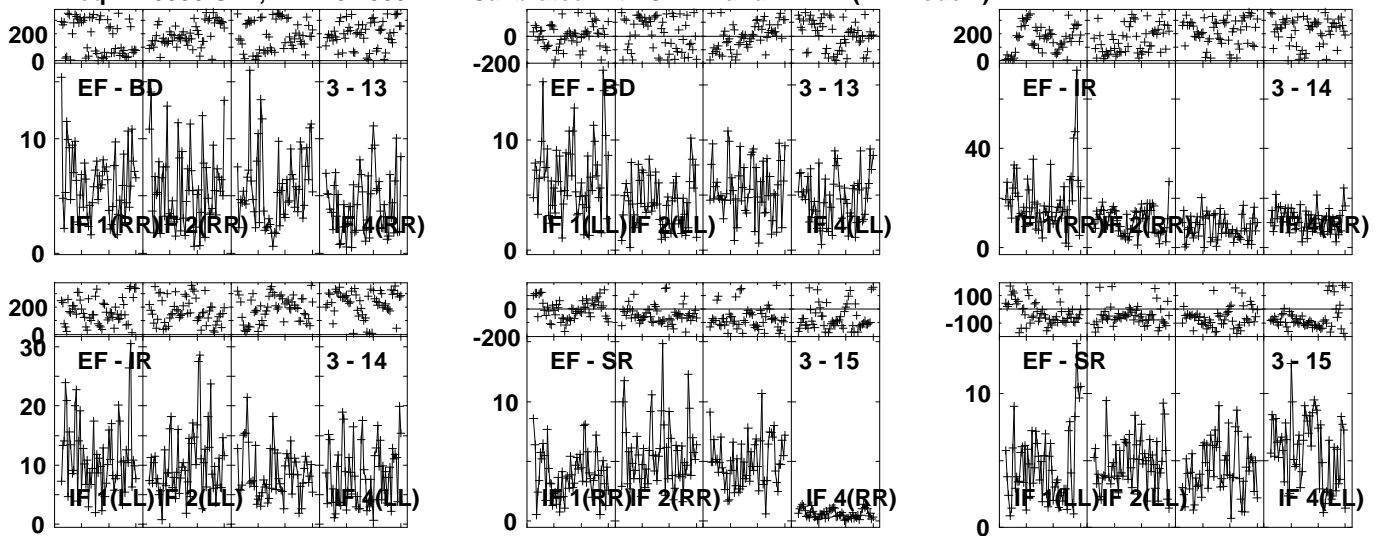 200
0
EF - BD
3 - 13
10
0
IF 1(RR)
IF 2(RR)
IF 4(RR)
0
-200
EF - BD
3 - 13
10
0
IF 1(LL)
IF 2(LL)
IF 4(LL)
200
0
EF - IR
3 - 14
40
0
IF 1(RR)
IF 2(RR)
IF 4(RR)
200
0
30
EF - IR
3 - 14
20
10
0
IF 1(LL)
IF 2(LL)
IF 4(LL)
0
-200
EF - SR
3 - 15
10
0
IF 1(RR)
IF 2(RR)
IF 4(RR)
100
-100
EF - SR
3 - 15
10
0
IF 1(LL)
IF 2(LL)
IF 4(LL)